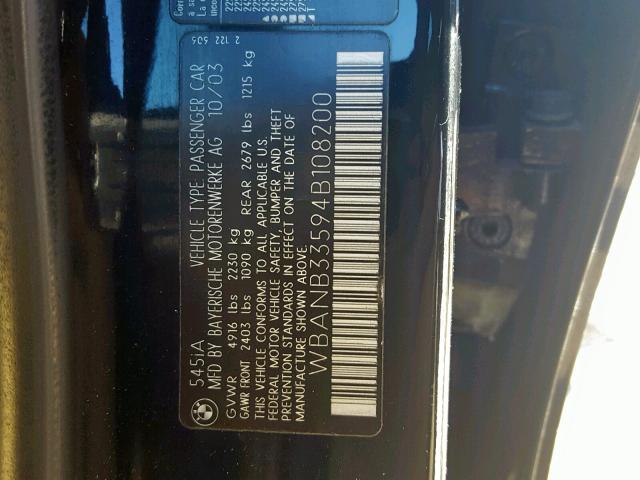 545iA VEHICLE TYPE: PASSENGER CAR
MFD BY BAYERISCHE MOTORENWERKE AG 10/03
GVWR 4916 lbs 2230 kg
GAWR FRONT 2403 lbs 1090 kg REAR 2679 lbs 1215 kg
THIS VEHICLE CONFORMS TO ALL APPLICABLE U.S.
FEDERAL MOTOR VEHICLE SAFETY, BUMPER AND THEFT
PREVENTION STANDARDS IN EFFECT ON THE DATE OF
MANUFACTURE SHOWN ABOVE.
WBANB33594B108200
2 122 505